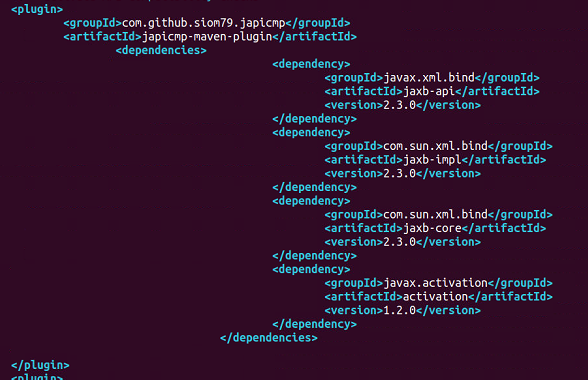 <plugin>
<groupId>com.github.siom79.japicmp</groupId>
<artifactId>japicmp-maven-plugin</artifactId>
<dependencies>
<dependency>
<groupId>javax.xml.bind</groupId>
<artifactId>jaxb-api</artifactId>
<version>2.3.0</version>
</dependency>
<dependency>
<groupId>com.sun.xml.bind</groupId>
<artifactId>jaxb-impl</artifactId>
<version>2.3.0</version>
</dependency>
<dependency>
<groupId>com.sun.xml.bind</groupId>
<artifactId>jaxb-core</artifactId>
<version>2.3.0</version>
</dependency>
<dependency>
<groupId>javax.activation</groupId>
<artifactId>activation</artifactId>
<version>1.2.0</version>
</dependency>
</dependencies>
</plugin>
<plugin>